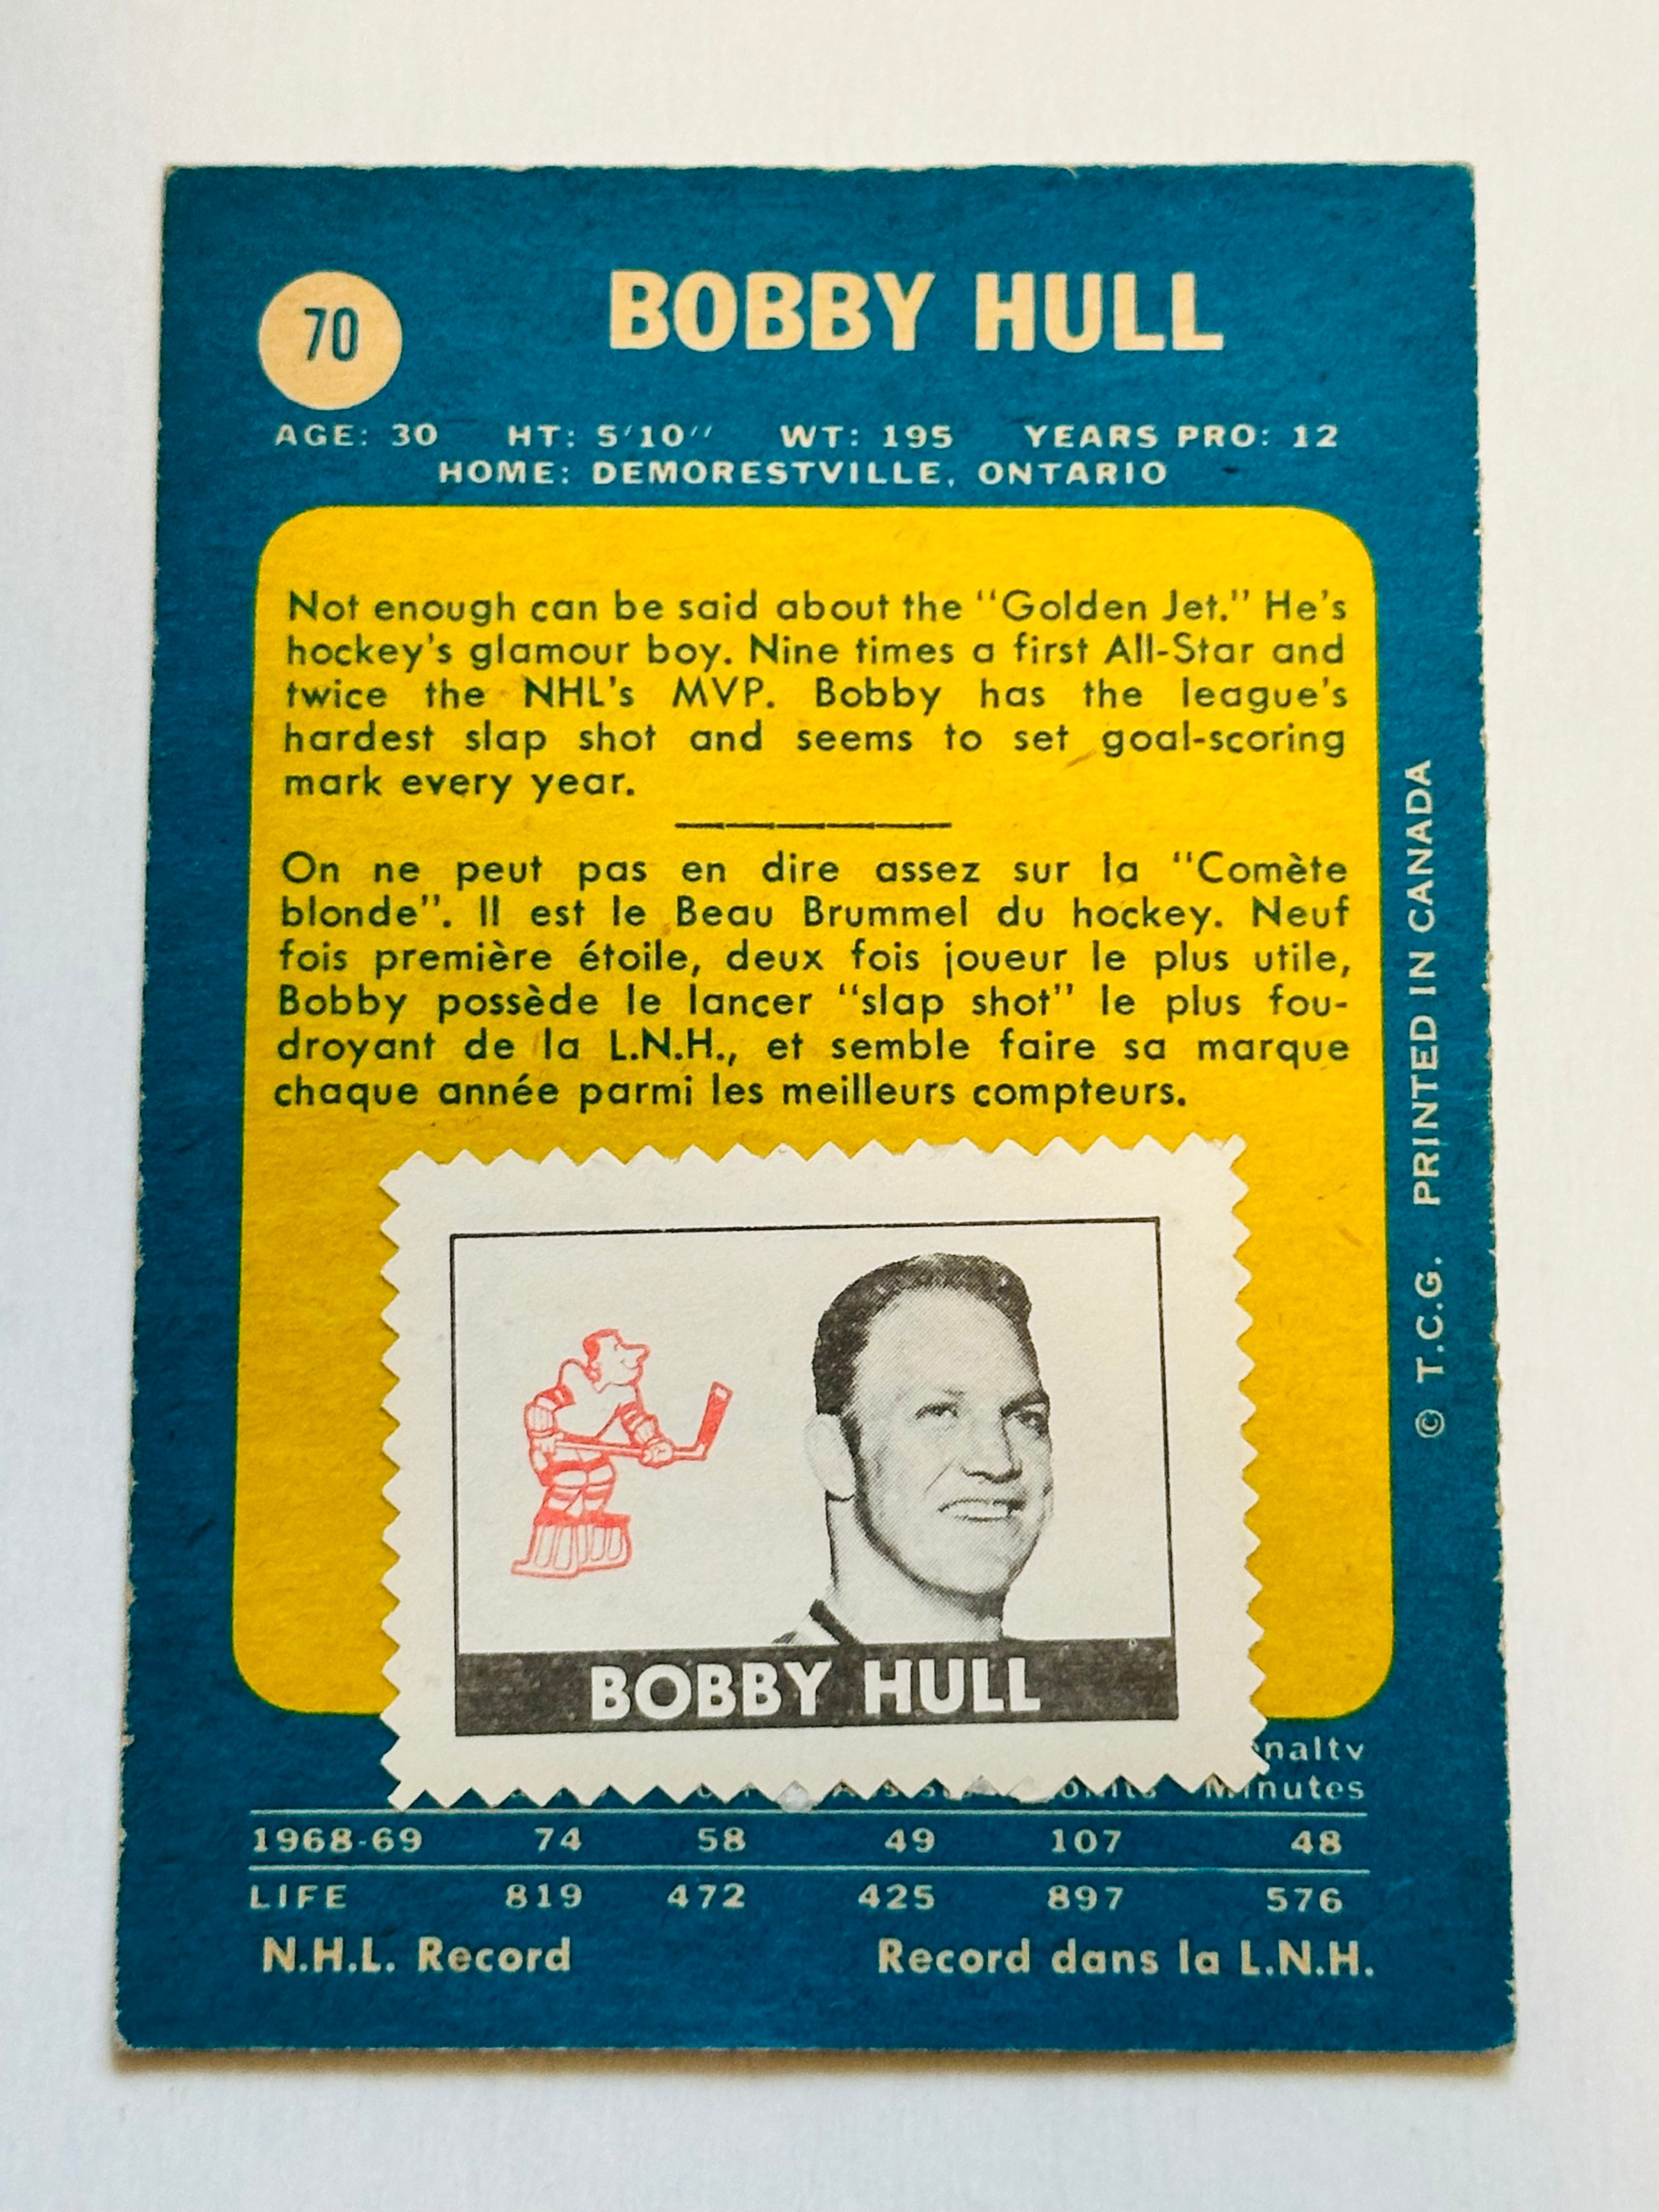 70
BOBBY HULL
AGE: 30 HT: 5'10'' WT: 195 YEARS PRO: 12
HOME: DEMORESTVILLE, ONTARIO
Not enough can be said about the "Golden Jet." He's
hockey's glamour boy. Nine times a first All-Star and
twice the NHL's MVP. Bobby has the league's
hardest slap shot and seems to set goal-scoring
mark every year.
On ne peut pas en dire assez sur la "Comète
blonde". Il est le Beau Brummel du hockey. Neuf
fois première étoile, deux fois joueur le plus utile,
Bobby possède le lancer "slap shot" le plus fou-
droyant de la L.N.H., et semble faire sa marque
chaque année parmi les meilleurs compteurs.
© T.C.G. PRINTED IN CANADA
BOBBY HULL
Minutes
1968-69 74 58 49 107 48
LIFE 819 472 425 897 576
N.H.L. Record Record dans la L.N.H.